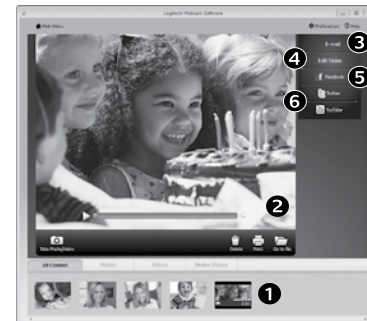 Logitech Webcam Software
Main Menu
Preferences Help
E-mail 3
4 Edit Video
Facebook 5
6 Twitter
YouTube
2
Take Photo/Video
Delete Print Go to file
All Content Photos Videos
1